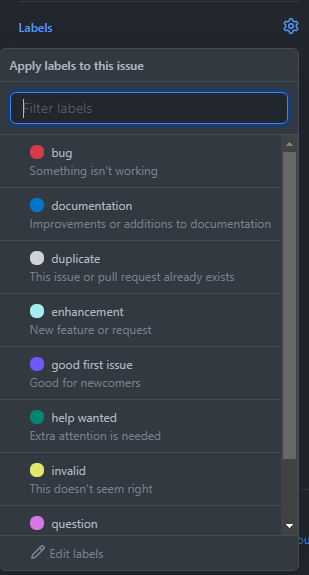 Labels
Apply labels to this issue
Filter labels
bug
Something isn't working
documentation
Improvements or additions to documentation
duplicate
This issue or pull request already exists
enhancement
New feature or request
good first issue
Good for newcomers
help wanted
Extra attention is needed
invalid
This doesn't seem right
question
Edit labels